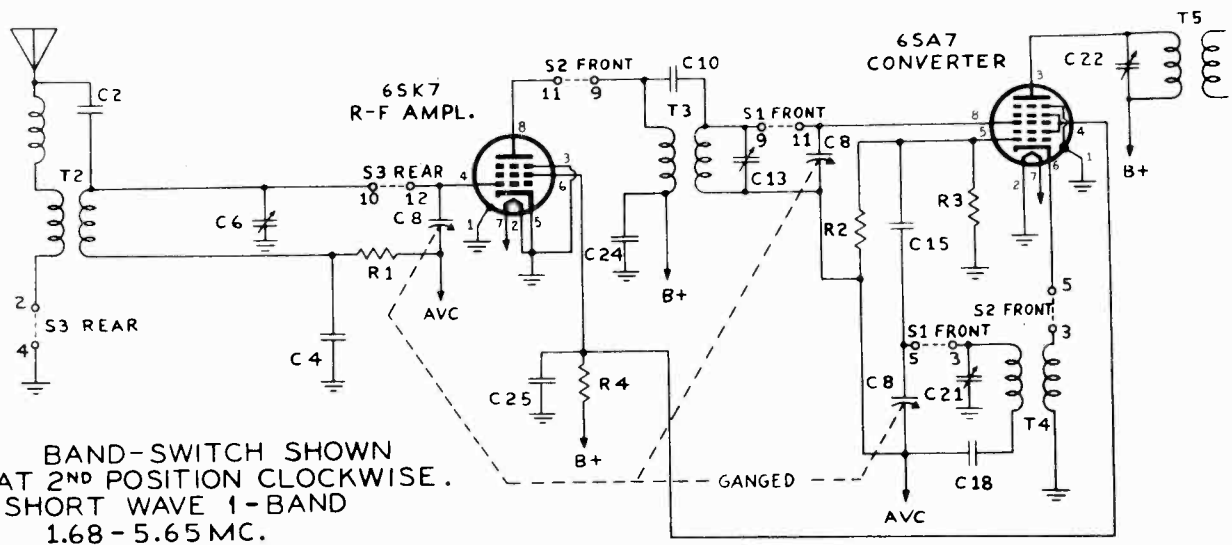 T5
6SA7
CONVERTER
C22
3
8
5
4
1
2
7
6
B+
S2 FRONT
11
9
C10
6SK7
R-F AMPL.
8
3
6
4
1
7
2
5
T3
S1 FRONT
9
11
C8
C13
C2
T2
S3 REAR
10
12
C6
C8
R1
AVC
C4
2
S3 REAR
4
C24
B+
R2
C15
R3
5
S2 FRONT
3
S1 FRONT
5
3
C8
C21
T4
C18
AVC
C25
R4
B+
GANGED
BAND-SWITCH SHOWN
AT 2ND POSITION CLOCKWISE.
SHORT WAVE 1-BAND
1.68-5.65 MC.